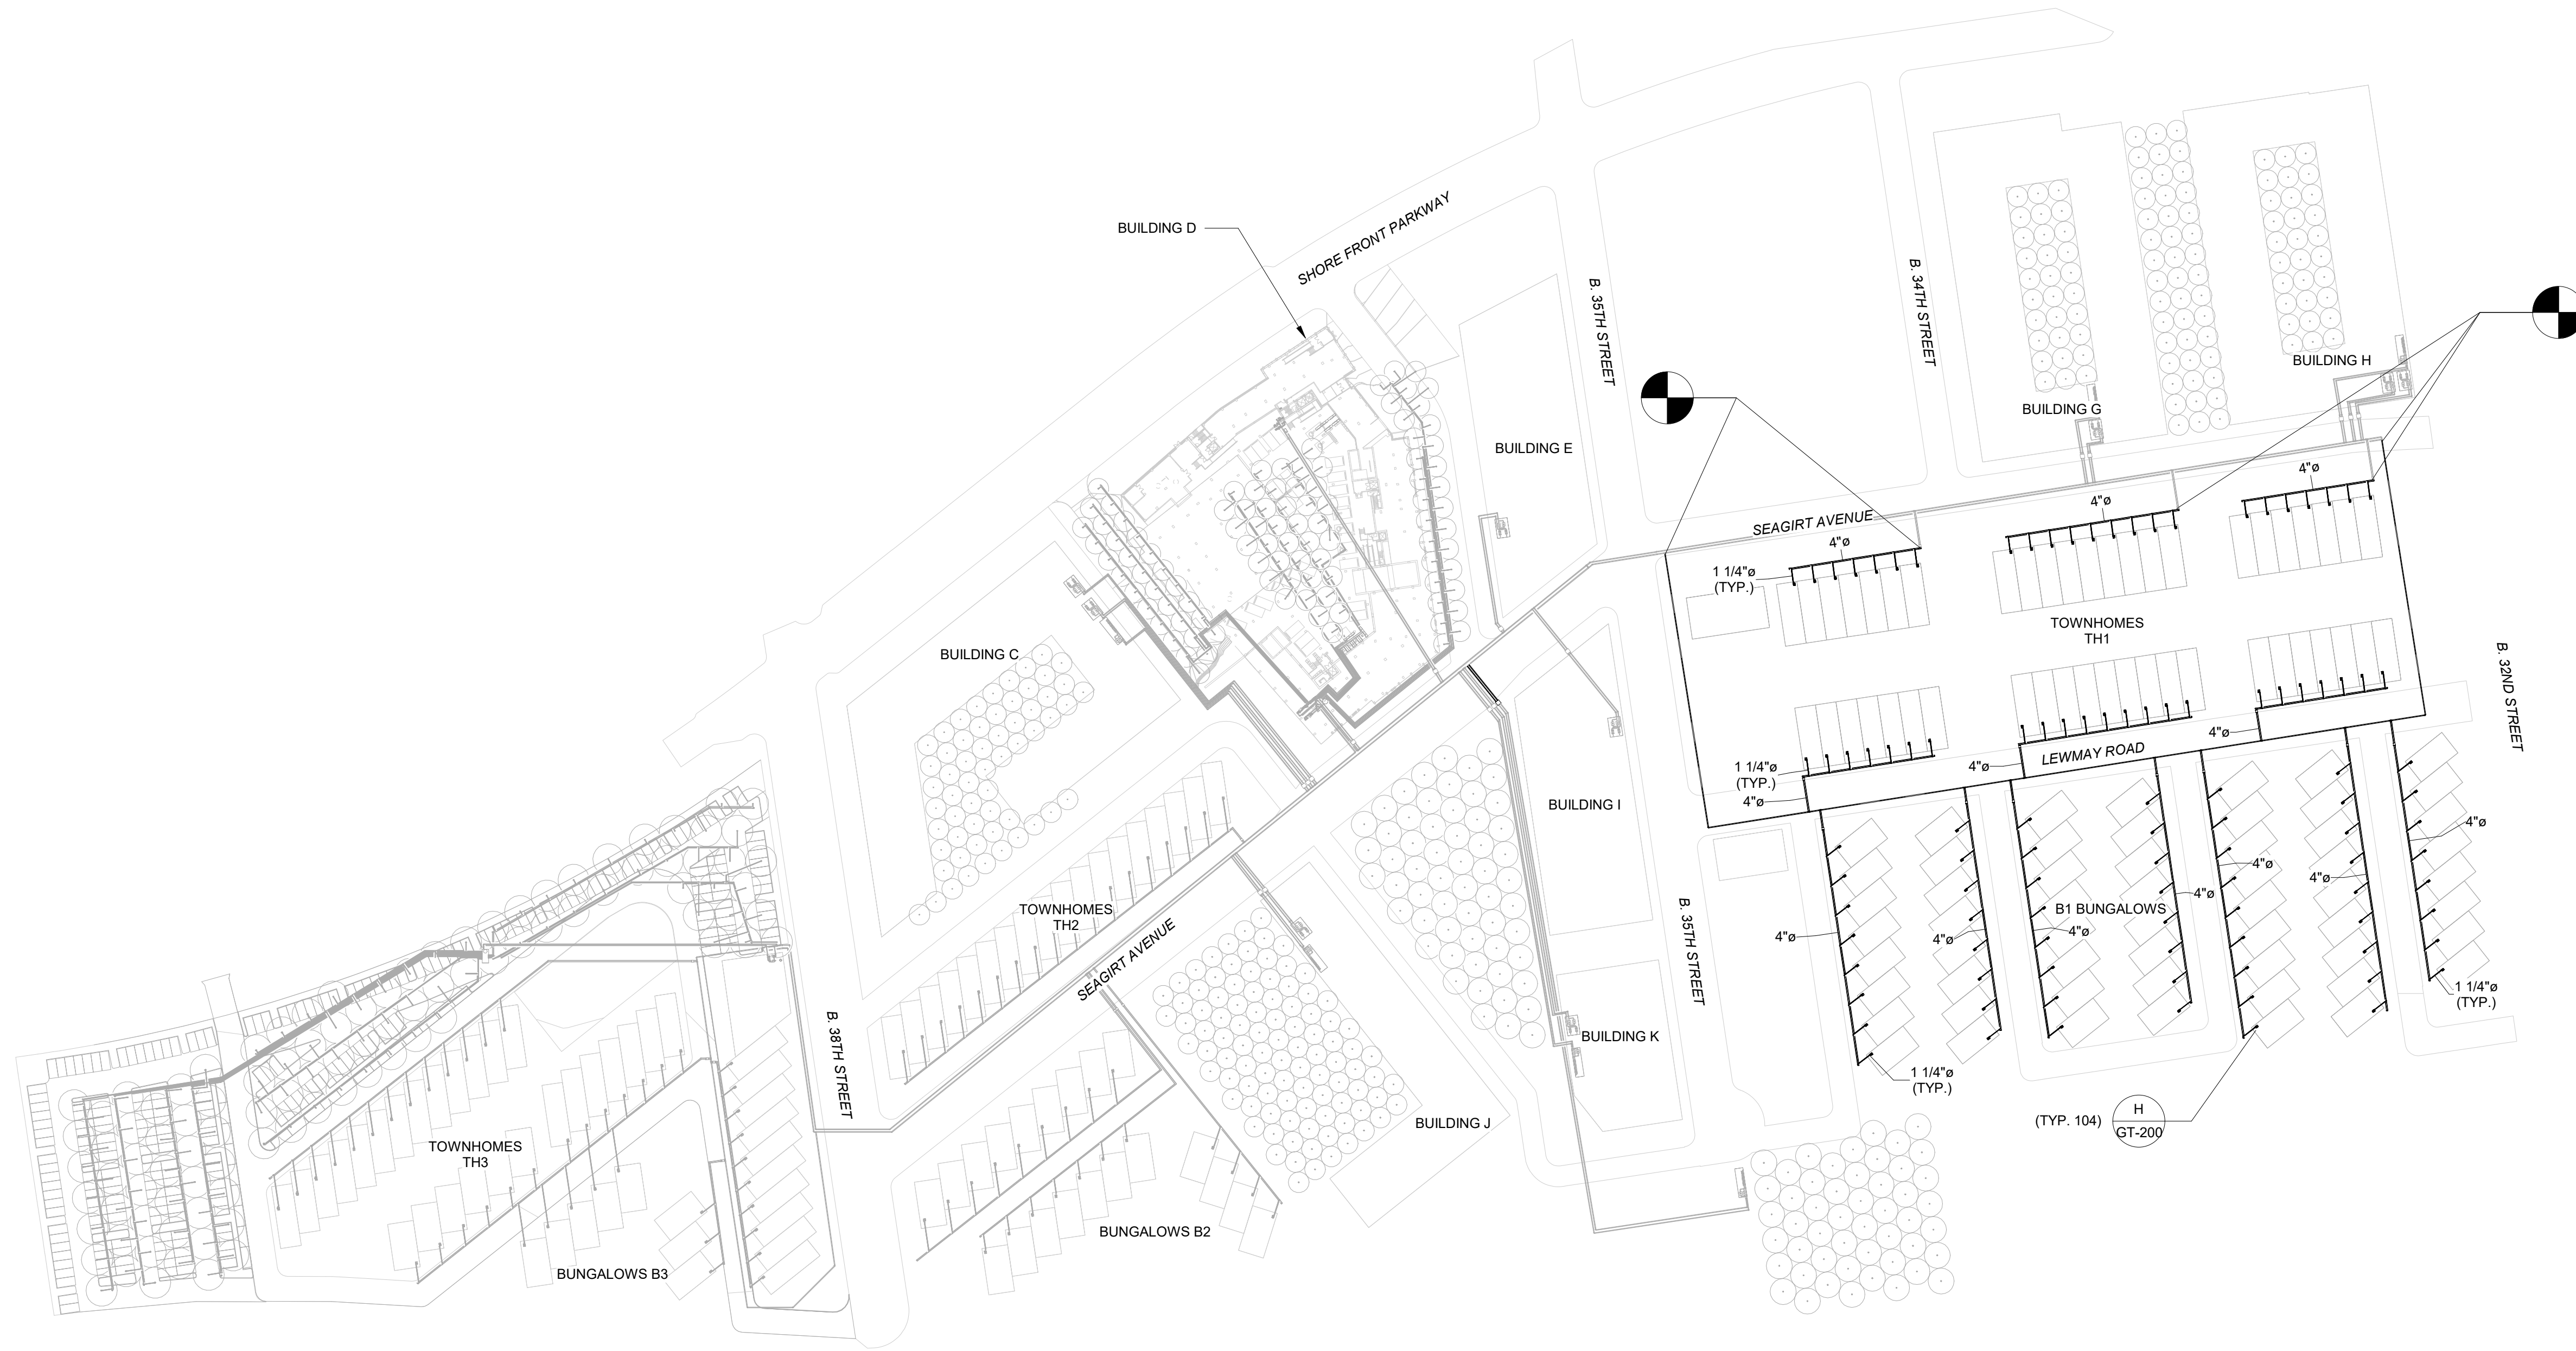 BUILDING D
SHORE FRONT PARKWAY
B. 35TH STREET
B. 34TH STREET
BUILDING H
BUILDING G
BUILDING E
4"ø
4"ø
SEAGIRT AVENUE
4"ø
1 1/4"ø
(TYP.)
TOWNHOMES
TH1
BUILDING C
B. 32ND STREET
4"ø
LEWMAY ROAD
4"ø
1 1/4"ø
(TYP.)
4"ø
BUILDING I
4"ø
4"ø
4"ø
4"ø
TOWNHOMES
TH2
B1 BUNGALOWS
4"ø
4"ø
4"ø
B. 35TH STREET
SEAGIRT AVENUE
1 1/4"ø
(TYP.)
BUILDING K
B. 38TH STREET
1 1/4"ø
(TYP.)
BUILDING J
(TYP. 104)
H
GT-200
TOWNHOMES
TH3
BUNGALOWS B2
BUNGALOWS B3